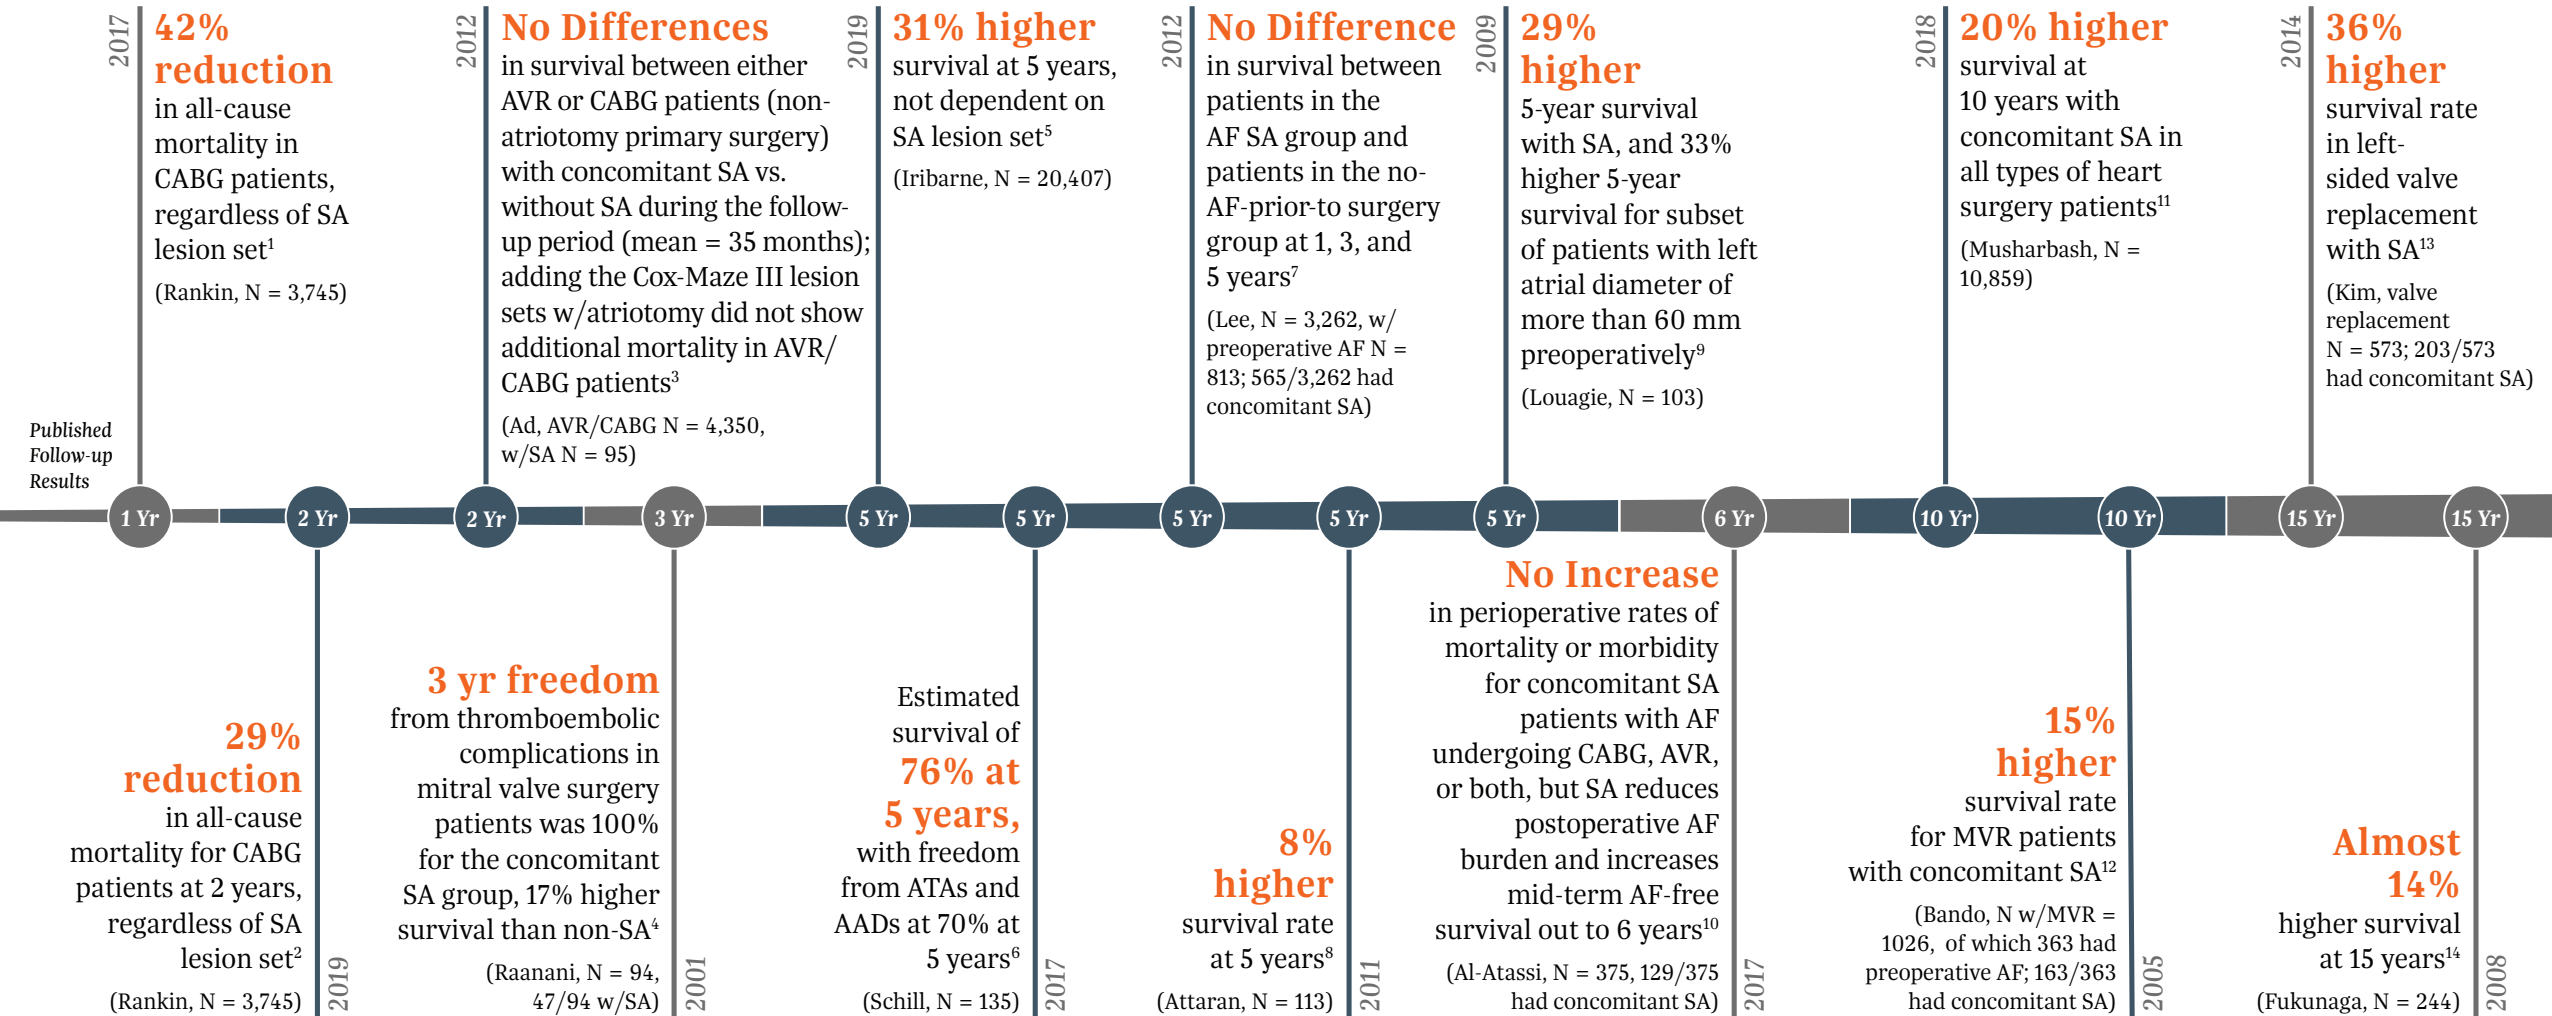 2017
42%
reduction
in all-cause
mortality in
CABG patients,
regardless of SA
lesion set1
(Rankin, N = 3,745)
2012
No Differences
in survival between either
AVR or CABG patients (non-
atriotomy primary surgery)
with concomitant SA vs.
without SA during the follow-
up period (mean = 35 months);
adding the Cox-Maze III lesion
sets w/atriotomy did not show
additional mortality in AVR/
CABG patients3
(Ad, AVR/CABG N = 4,350,
w/SA N = 95)
2019
31% higher
survival at 5 years,
not dependent on
SA lesion set5
(Iribarne, N = 20,407)
2012
No Difference
in survival between
patients in the
AF SA group and
patients in the no-
AF-prior-to surgery
group at 1, 3, and
5 years7
(Lee, N = 3,262, w/
preoperative AF N =
813; 565/3,262 had
concomitant SA)
2009
29%
higher
5-year survival
with SA, and 33%
higher 5-year
survival for subset
of patients with left
atrial diameter of
more than 60 mm
preoperatively9
(Louagie, N = 103)
2018
20% higher
survival at
10 years with
concomitant SA in
all types of heart
surgery patients11
(Musharbash, N =
10,859)
2014
36%
higher
survival rate
in left-
sided valve
replacement
with SA13
(Kim, valve
replacement
N = 573; 203/573
had concomitant SA)
Published
Follow-up
Results
1 Yr
2 Yr
2 Yr
3 Yr
5 Yr
5 Yr
5 Yr
5 Yr
5 Yr
6 Yr
10 Yr
10 Yr
15 Yr
15 Yr
29%
reduction
in all-cause
mortality for CABG
patients at 2 years,
regardless of SA
lesion set2
(Rankin, N = 3,745)
2019
3 yr freedom
from thromboembolic
complications in
mitral valve surgery
patients was 100%
for the concomitant
SA group, 17% higher
survival than non-SA4
(Raanani, N = 94,
47/94 w/SA)
2001
Estimated
survival of
76% at
5 years,
with freedom
from ATAs and
AADs at 70% at
5 years6
(Schill, N = 135)
2017
8%
higher
survival rate
at 5 years8
(Attaran, N = 113)
2011
No Increase
in perioperative rates of
mortality or morbidity
for concomitant SA
patients with AF
undergoing CABG, AVR,
or both, but SA reduces
postoperative AF
burden and increases
mid-term AF-free
survival out to 6 years10
(Al-Atassi, N = 375, 129/375
had concomitant SA)
2017
15%
higher
survival rate
for MVR patients
with concomitant SA12
(Bando, N w/MVR =
1026, of which 363 had
preoperative AF; 163/363
had concomitant SA)
2005
Almost
14%
higher survival
at 15 years14
(Fukunaga, N = 244)
2008